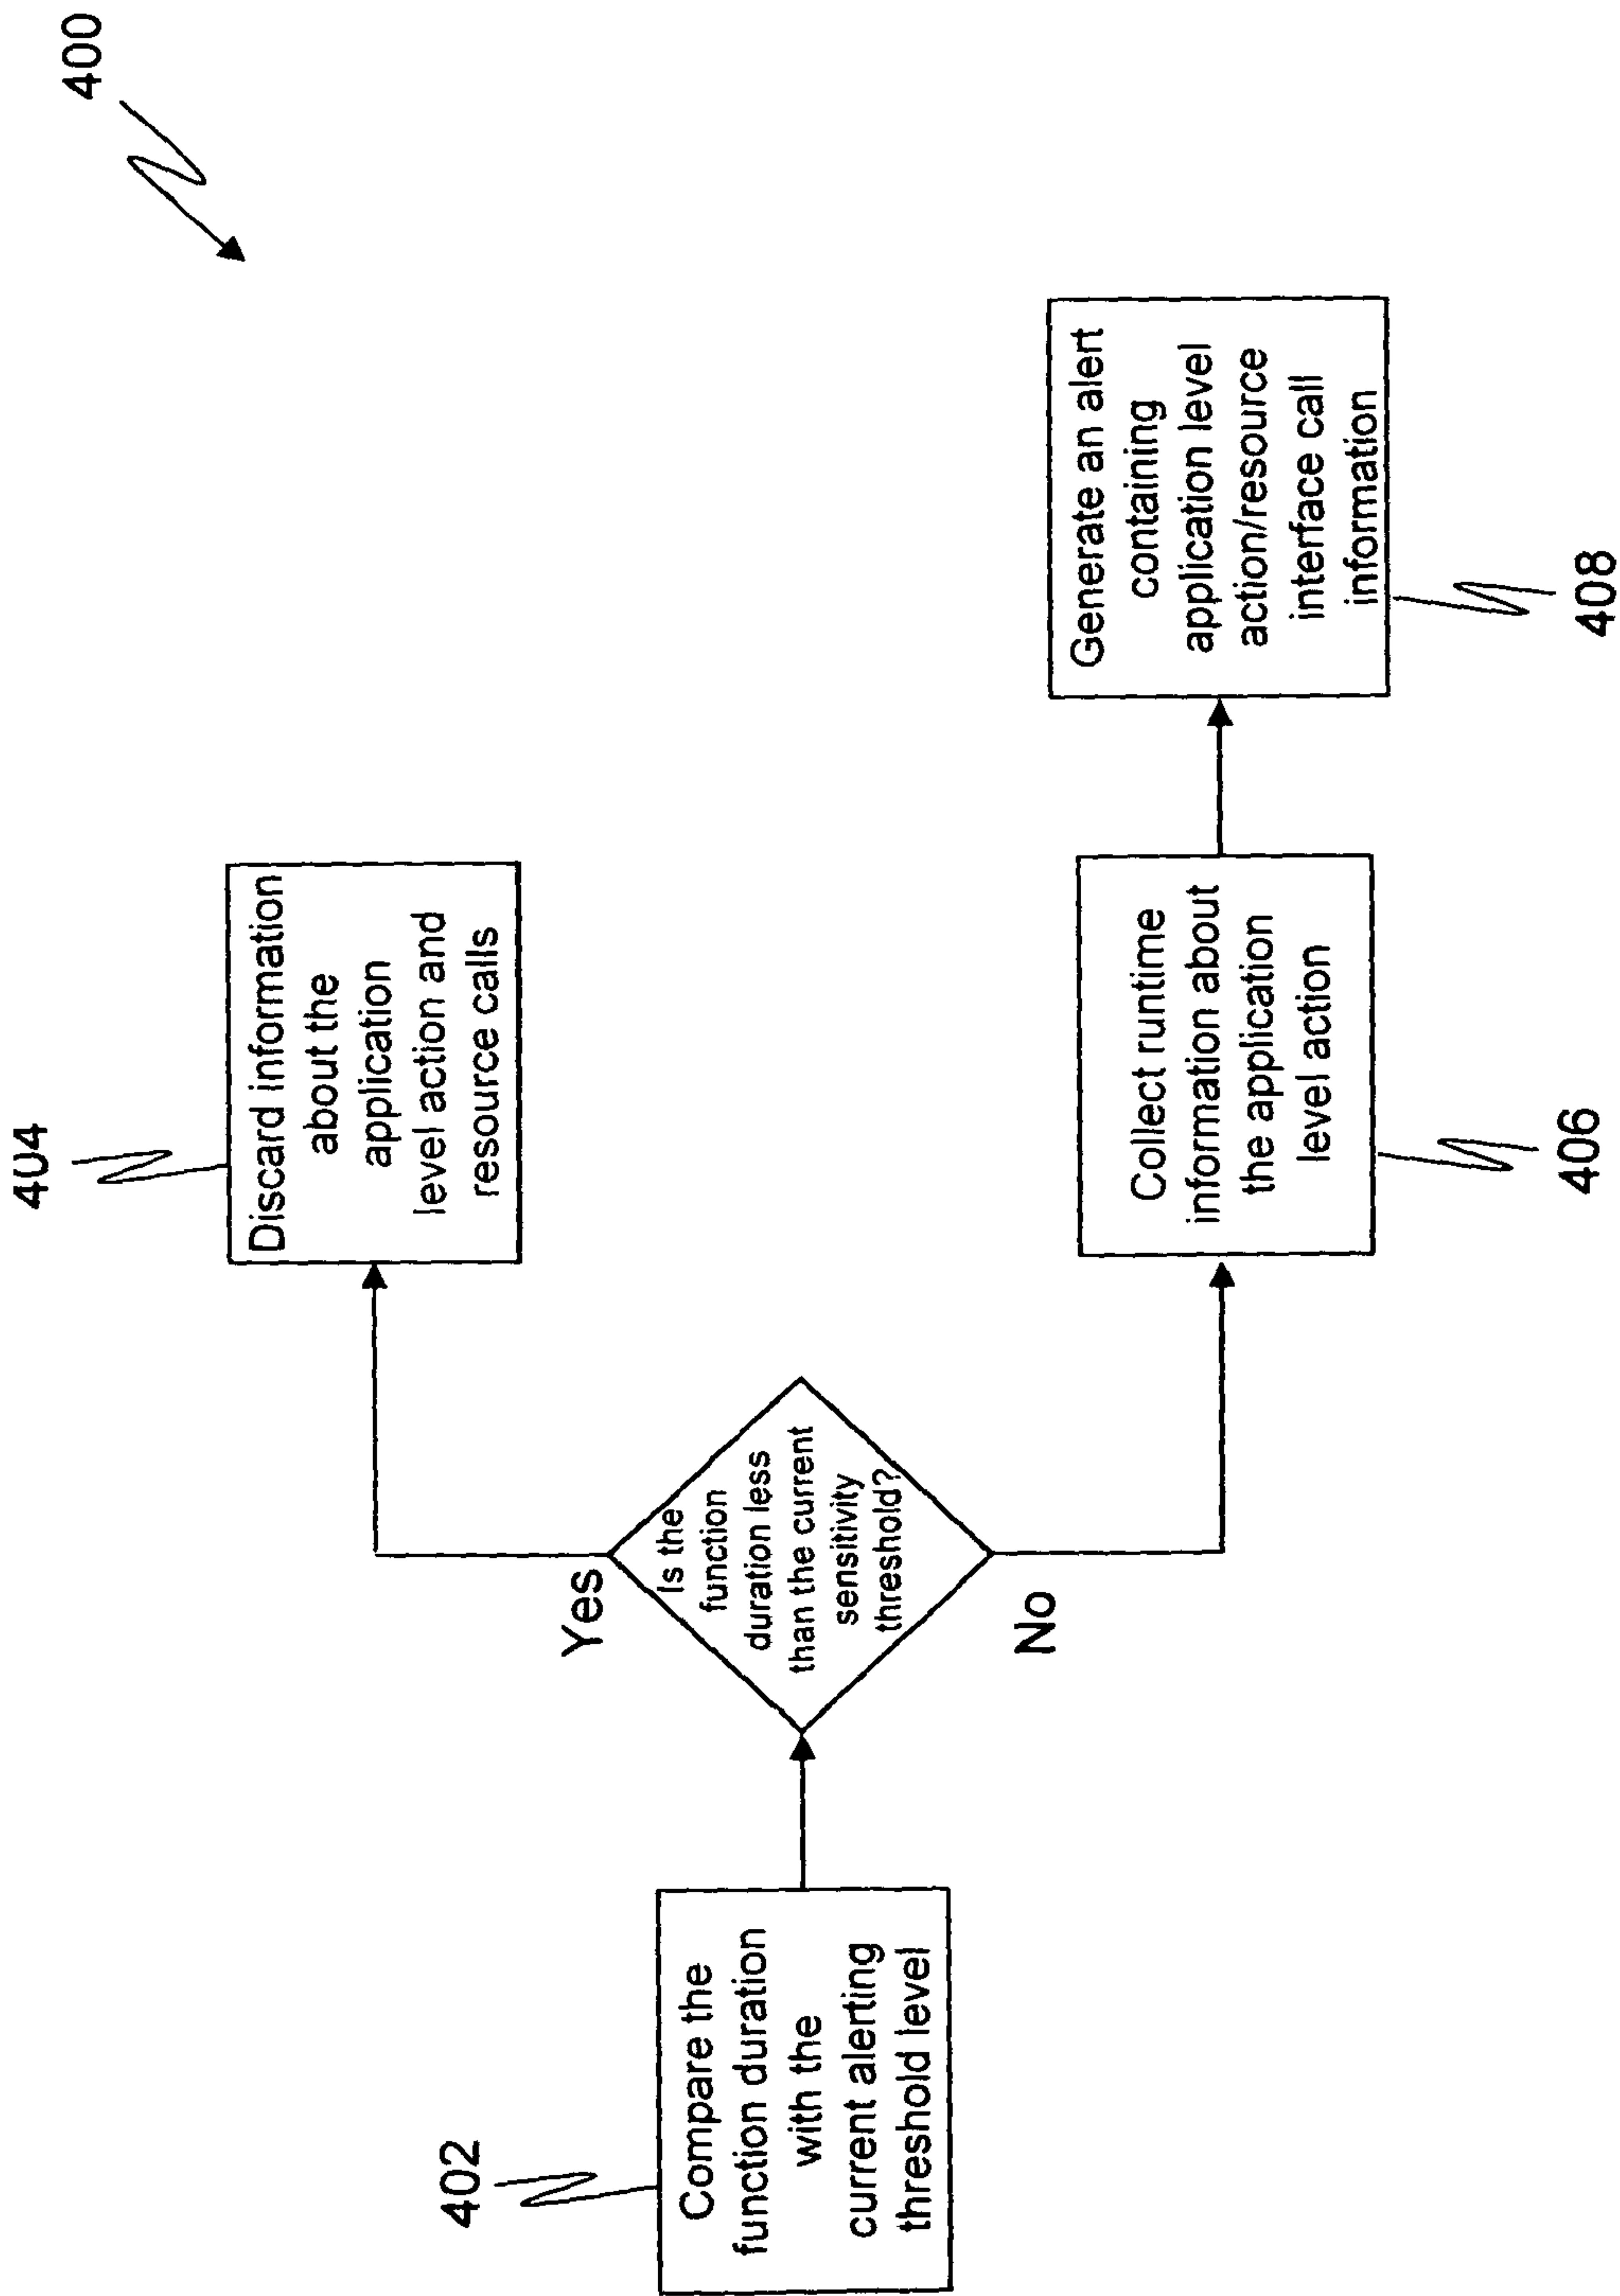 400
402
Compare the
function duration
with the
current alerting
threshold level
Is the
function
duration less
than the current
sensitivity
threshold?
Yes
No
404
Discard information
about the
application
level action and
resource calls
Collect runtime
information about
the application
level action
406
Generate an alert
containing
application level
action/resource
interface call
information
408